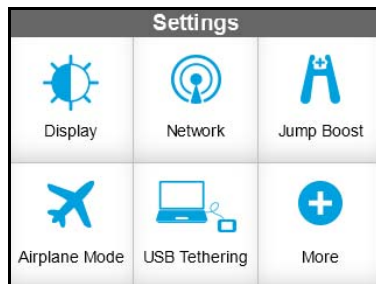 Settings
Display Network Jump Boost
Airplane Mode USB Tethering More